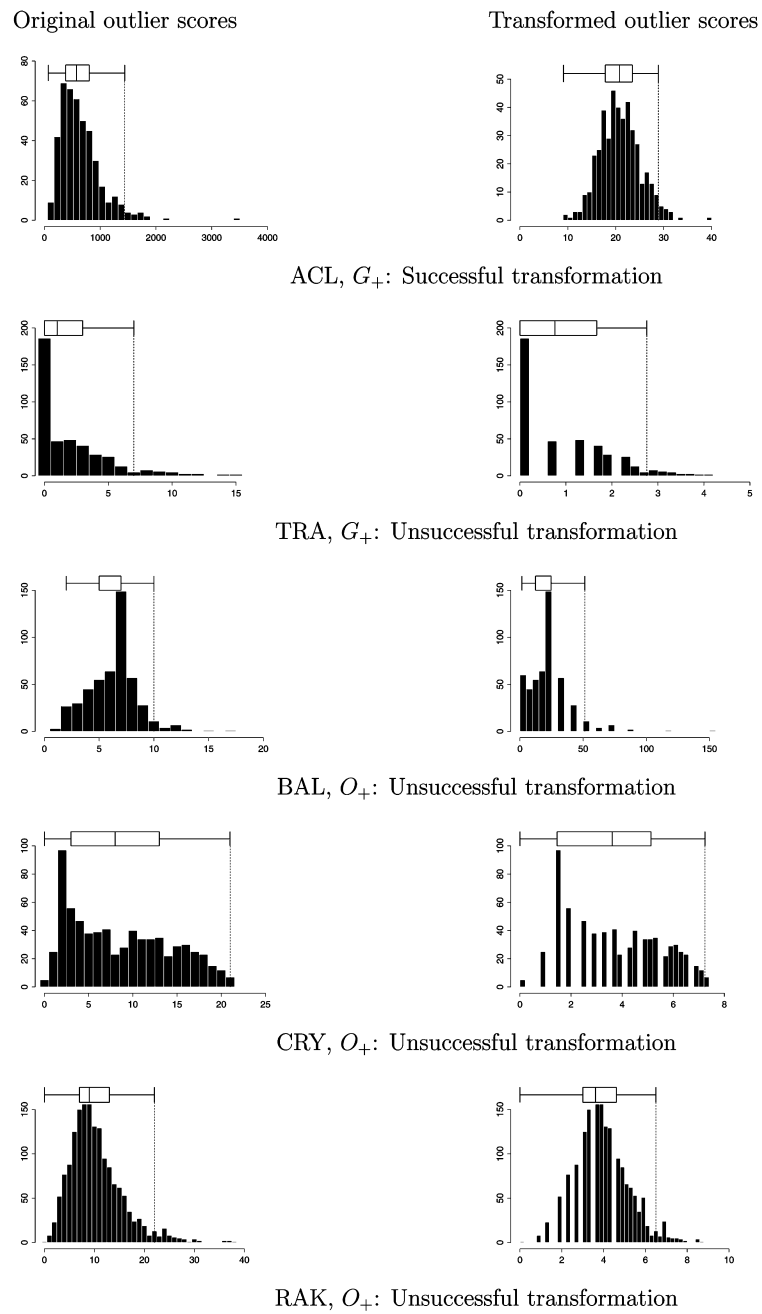 Original outlier scores
Transformed outlier scores
80
60
40
20
0
0 1000 2000 3000 4000
50
40
30
20
10
0
0 10 20 30 40
ACL, G₊: Successful transformation
200
150
100
50
0
0 5 10 15
200
150
100
50
0
0 1 2 3 4 5
TRA, G₊: Unsuccessful transformation
150
100
50
0
0 5 10 15 20
150
100
50
0
0 50 100 150
BAL, O₊: Unsuccessful transformation
100
80
60
40
20
0
0 5 10 15 20 25
100
80
60
40
20
0
0 2 4 6 8
CRY, O₊: Unsuccessful transformation
150
100
50
0
0 10 20 30 40
150
100
50
0
0 2 4 6 8 10
RAK, O₊: Unsuccessful transformation